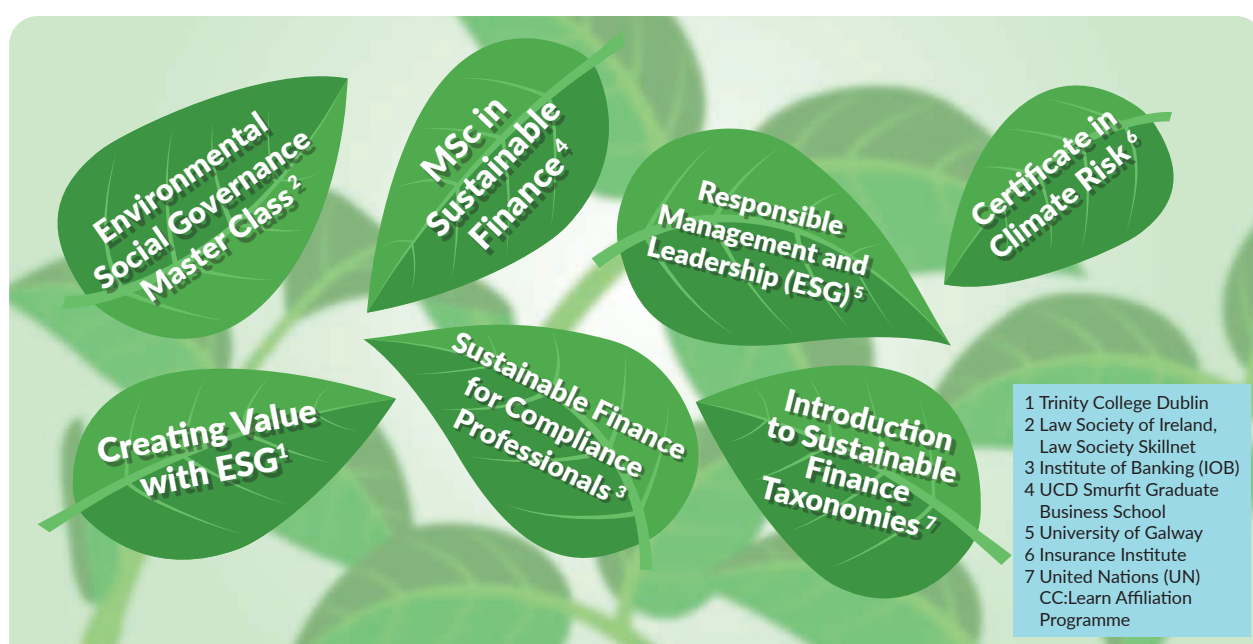 Environmental
Social Governance
Master Class 2
MSc in
Sustainable
Finance 4
Responsible
Management and
Leadership (ESG) 5
Certificate in
Climate Risk 6
Creating Value
with ESG1
Sustainable Finance
for Compliance
Professionals 3
Introduction
to Sustainable
Finance
Taxonomies 7
1 Trinity College Dublin
2 Law Society of Ireland,
Law Society Skillnet
3 Institute of Banking (IOB)
4 UCD Smurfit Graduate
Business School
5 University of Galway
6 Insurance Institute
7 United Nations (UN)
CC:Learn Affiliation
Programme